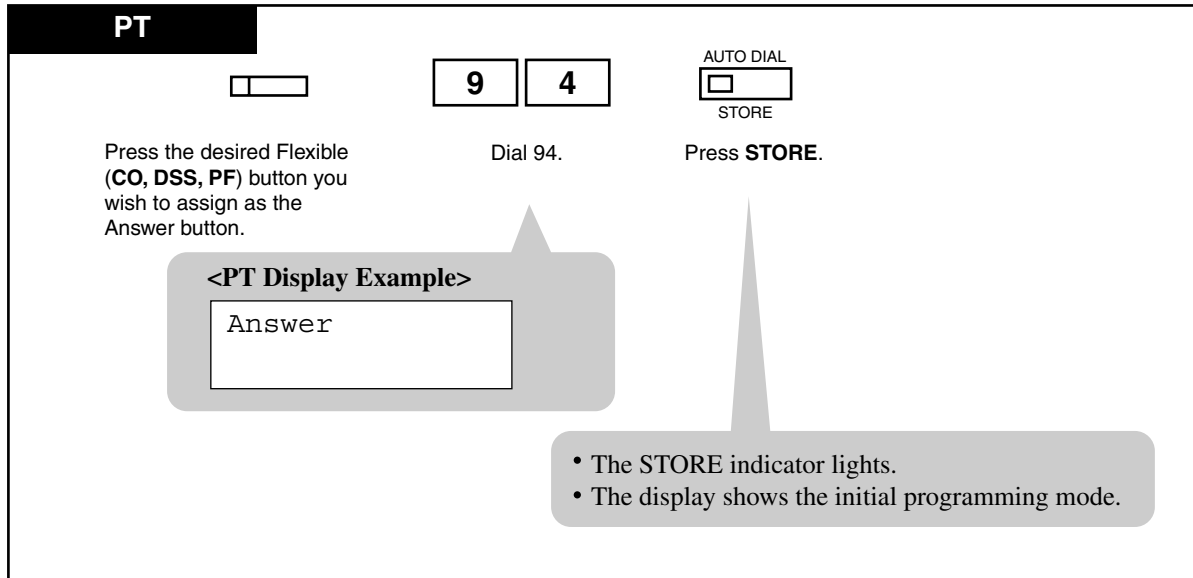 PT
9 4
AUTO DIAL
STORE
Press the desired Flexible
(CO, DSS, PF) button you
wish to assign as the
Answer button.
Dial 94.
Press STORE.
<PT Display Example>
Answer
• The STORE indicator lights.
• The display shows the initial programming mode.